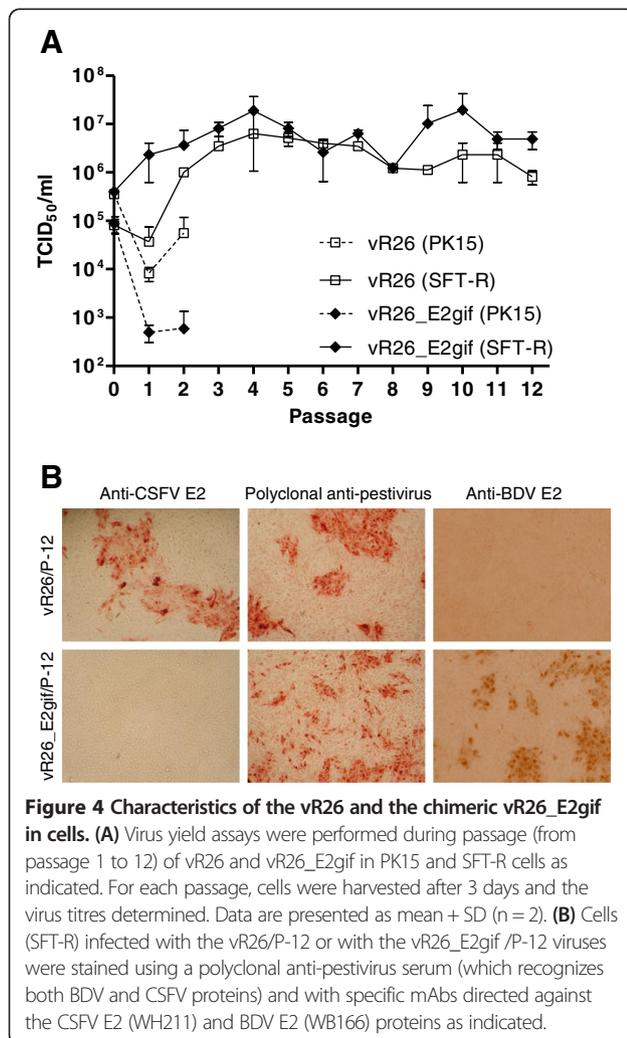 A
10⁸
10⁷
10⁶
10⁵
10⁴
10³
10²
TCID₅₀/ml
vR26 (PK15)
vR26 (SFT-R)
vR26_E2gif (PK15)
vR26_E2gif (SFT-R)
0 1 2 3 4 5 6 7 8 9 10 11 12
Passage
B
Anti-CSFV E2 Polyclonal anti-pestivirus Anti-BDV E2
vR26/P-12
vR26_E2gif/P-12
Figure 4 Characteristics of the vR26 and the chimeric vR26_E2gif
in cells. (A) Virus yield assays were performed during passage (from
passage 1 to 12) of vR26 and vR26_E2gif in PK15 and SFT-R cells as
indicated. For each passage, cells were harvested after 3 days and the
virus titres determined. Data are presented as mean + SD (n = 2). (B) Cells
(SFT-R) infected with the vR26/P-12 or with the vR26_E2gif /P-12 viruses
were stained using a polyclonal anti-pestivirus serum (which recognizes
both BDV and CSFV proteins) and with specific mAbs directed against
the CSFV E2 (WH211) and BDV E2 (WB166) proteins as indicated.